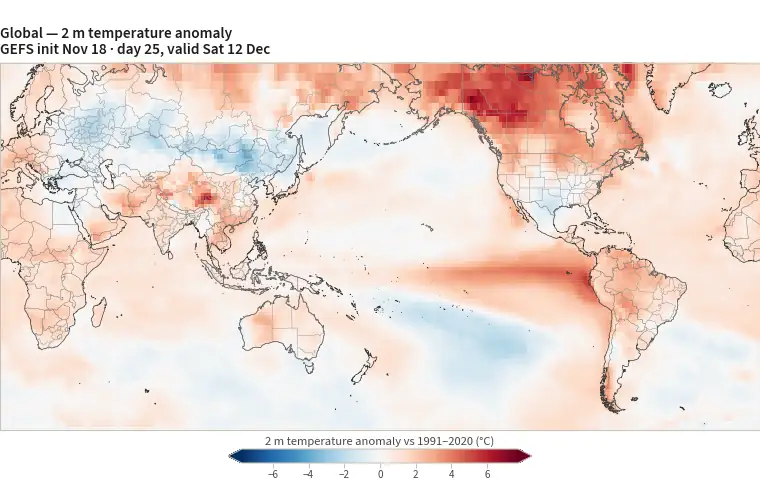 Global — 2 m temperature anomaly
GEFS init Nov 18 · day 25, valid Sat 12 Dec
2 m temperature anomaly vs 1991–2020 (°C)
−6 −4 −2 0 2 4 6